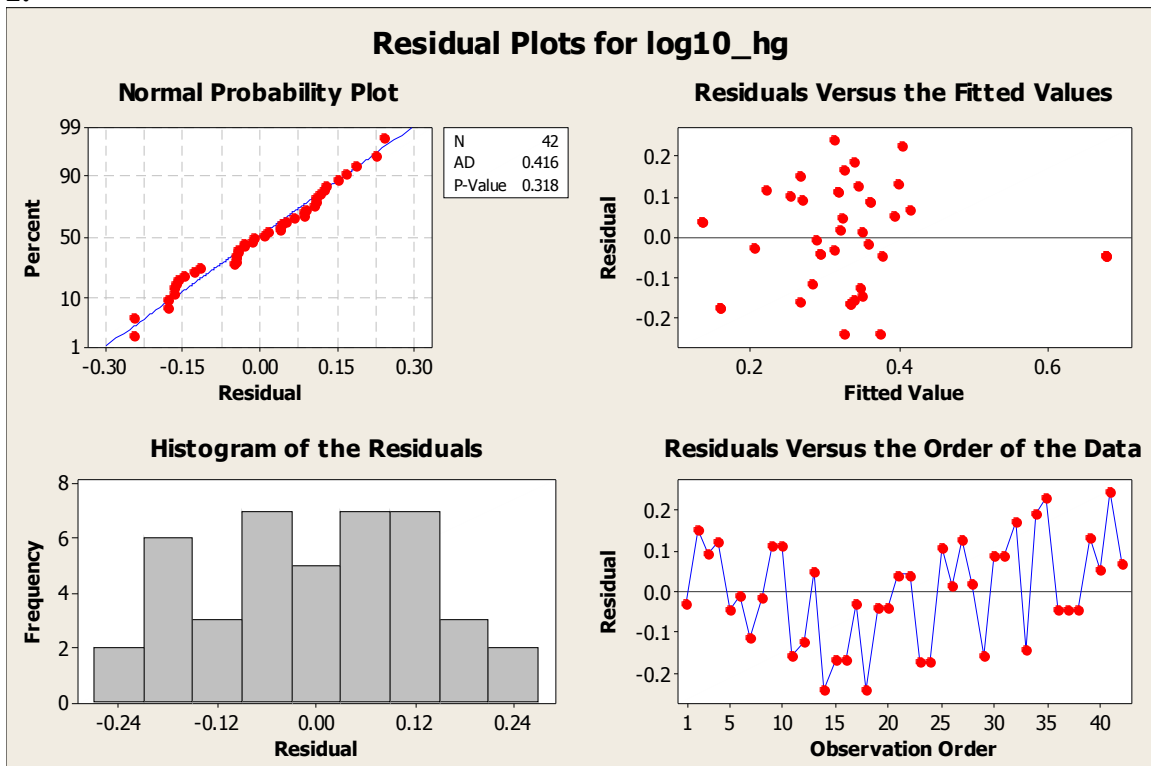 Residual Plots for log10_hg
Normal Probability Plot
99
90
50
10
1
Percent
-0.30 -0.15 0.00 0.15 0.30
Residual
N 42
AD 0.416
P-Value 0.318
Residuals Versus the Fitted Values
0.2
0.1
0.0
-0.1
-0.2
Residual
0.2 0.4 0.6
Fitted Value
Histogram of the Residuals
8
6
4
2
0
Frequency
-0.24 -0.12 0.00 0.12 0.24
Residual
Residuals Versus the Order of the Data
0.2
0.1
0.0
-0.1
-0.2
Residual
1 5 10 15 20 25 30 35 40
Observation Order